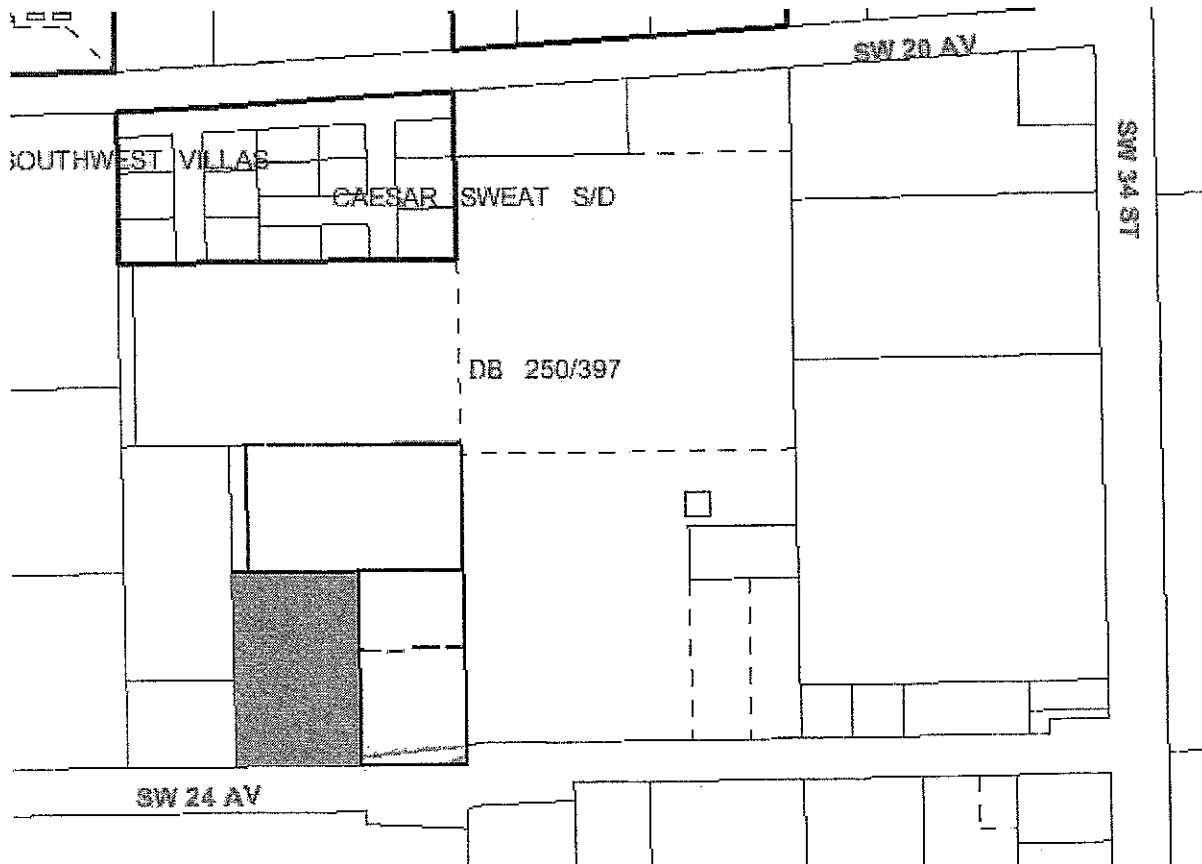 SW 20 AV
SW 34 ST
SOUTHWEST VILLAS
CAESAR SWEAT S/D
DB 250/397
SW 24 AV